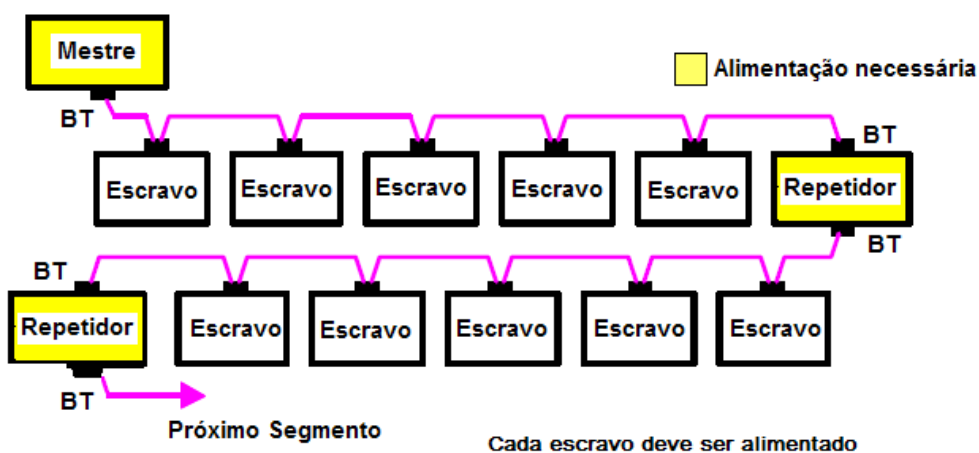 Mestre
Alimentação necessária
BT
BT
Escravo
Escravo
Escravo
Escravo
Escravo
Repetidor
BT
BT
Repetidor
Escravo
Escravo
Escravo
Escravo
Escravo
BT
Próximo Segmento
Cada escravo deve ser alimentado